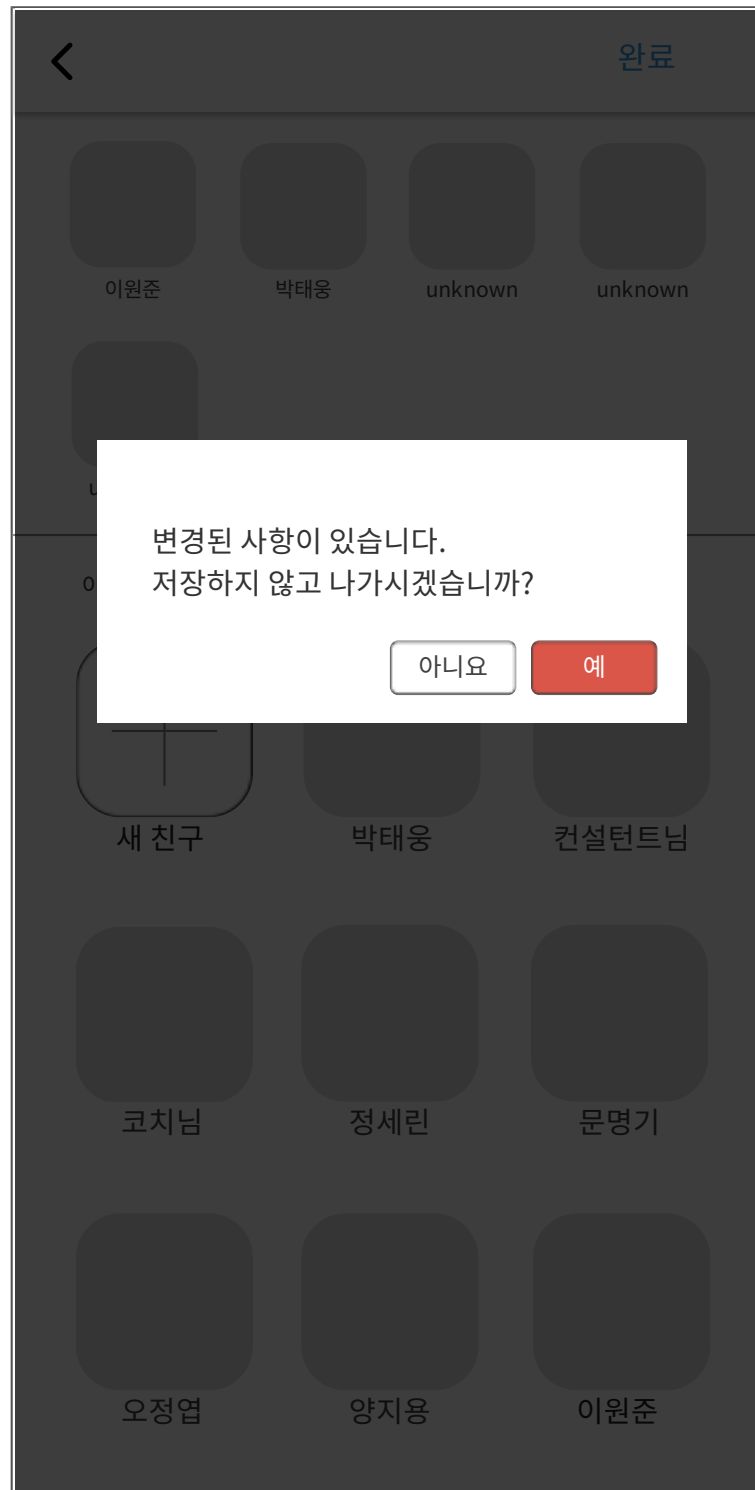 완료
이원준 박태웅 unknown unknown
변경된 사항이 있습니다.
저장하지 않고 나가시겠습니까?
아니요 예
새 친구 박태웅 컨설턴트님
코치님 정세린 문명기
오정엽 양지용 이원준